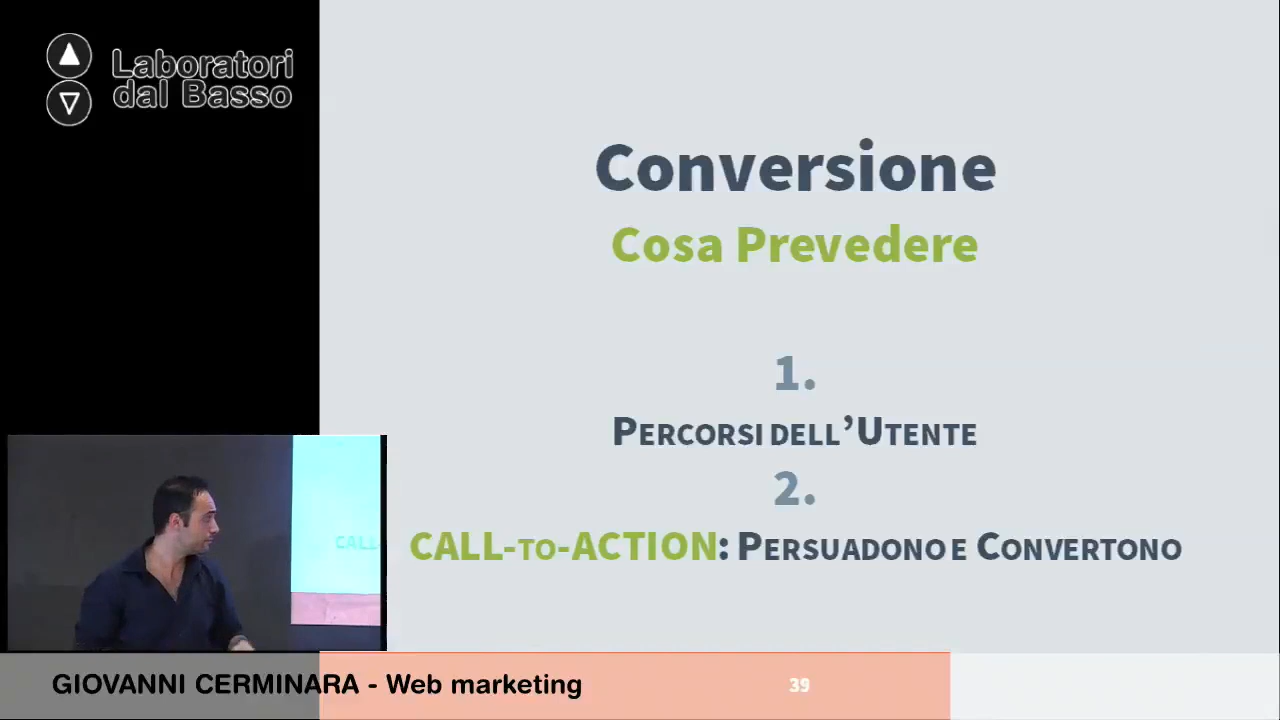 Laboratori
dal Basso
Conversione
Cosa Prevedere
1.
Percorsi dell’Utente
2.
CALL-to-ACTION: Persuadono e Convertono
CALL
GIOVANNI CERMINARA - Web marketing
39